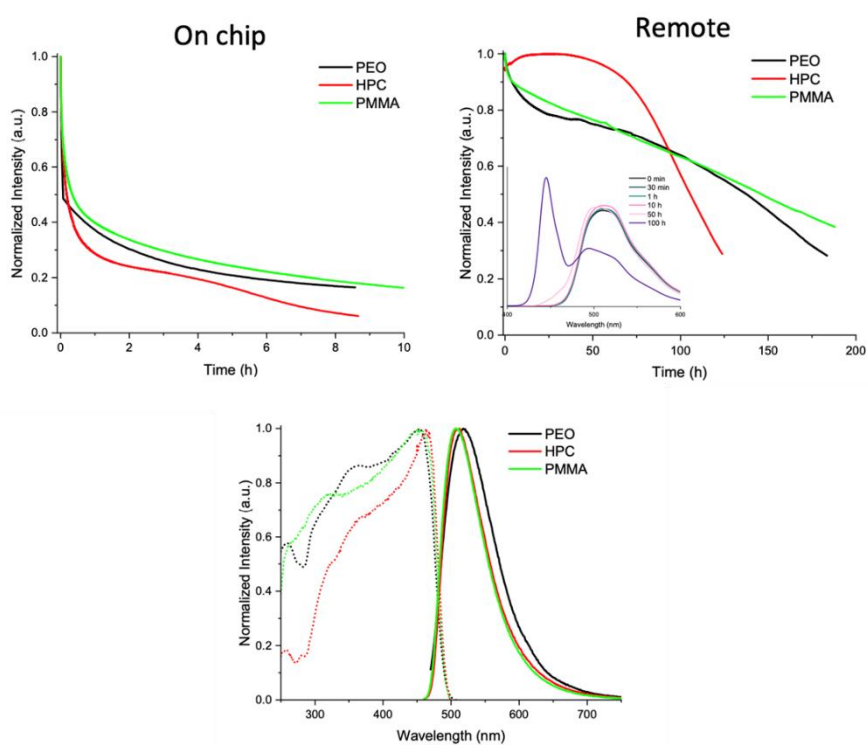 On chip
Normalized Intensity (a.u.)
1.0
0.8
0.6
0.4
0.2
0.0
PEO
HPC
PMMA
0 2 4 6 8 10
Time (h)
Remote
Normalized Intensity (a.u.)
1.0
0.8
0.6
0.4
0.2
0.0
PEO
HPC
PMMA
0 min
30 min
1 h
10 h
50 h
100 h
400 500 600
Wavelength (nm)
0 50 100 150 200
Time (h)
Normalized Intensity (a.u.)
1.0
0.8
0.6
0.4
0.2
0.0
PEO
HPC
PMMA
300 400 500 600 700
Wavelength (nm)